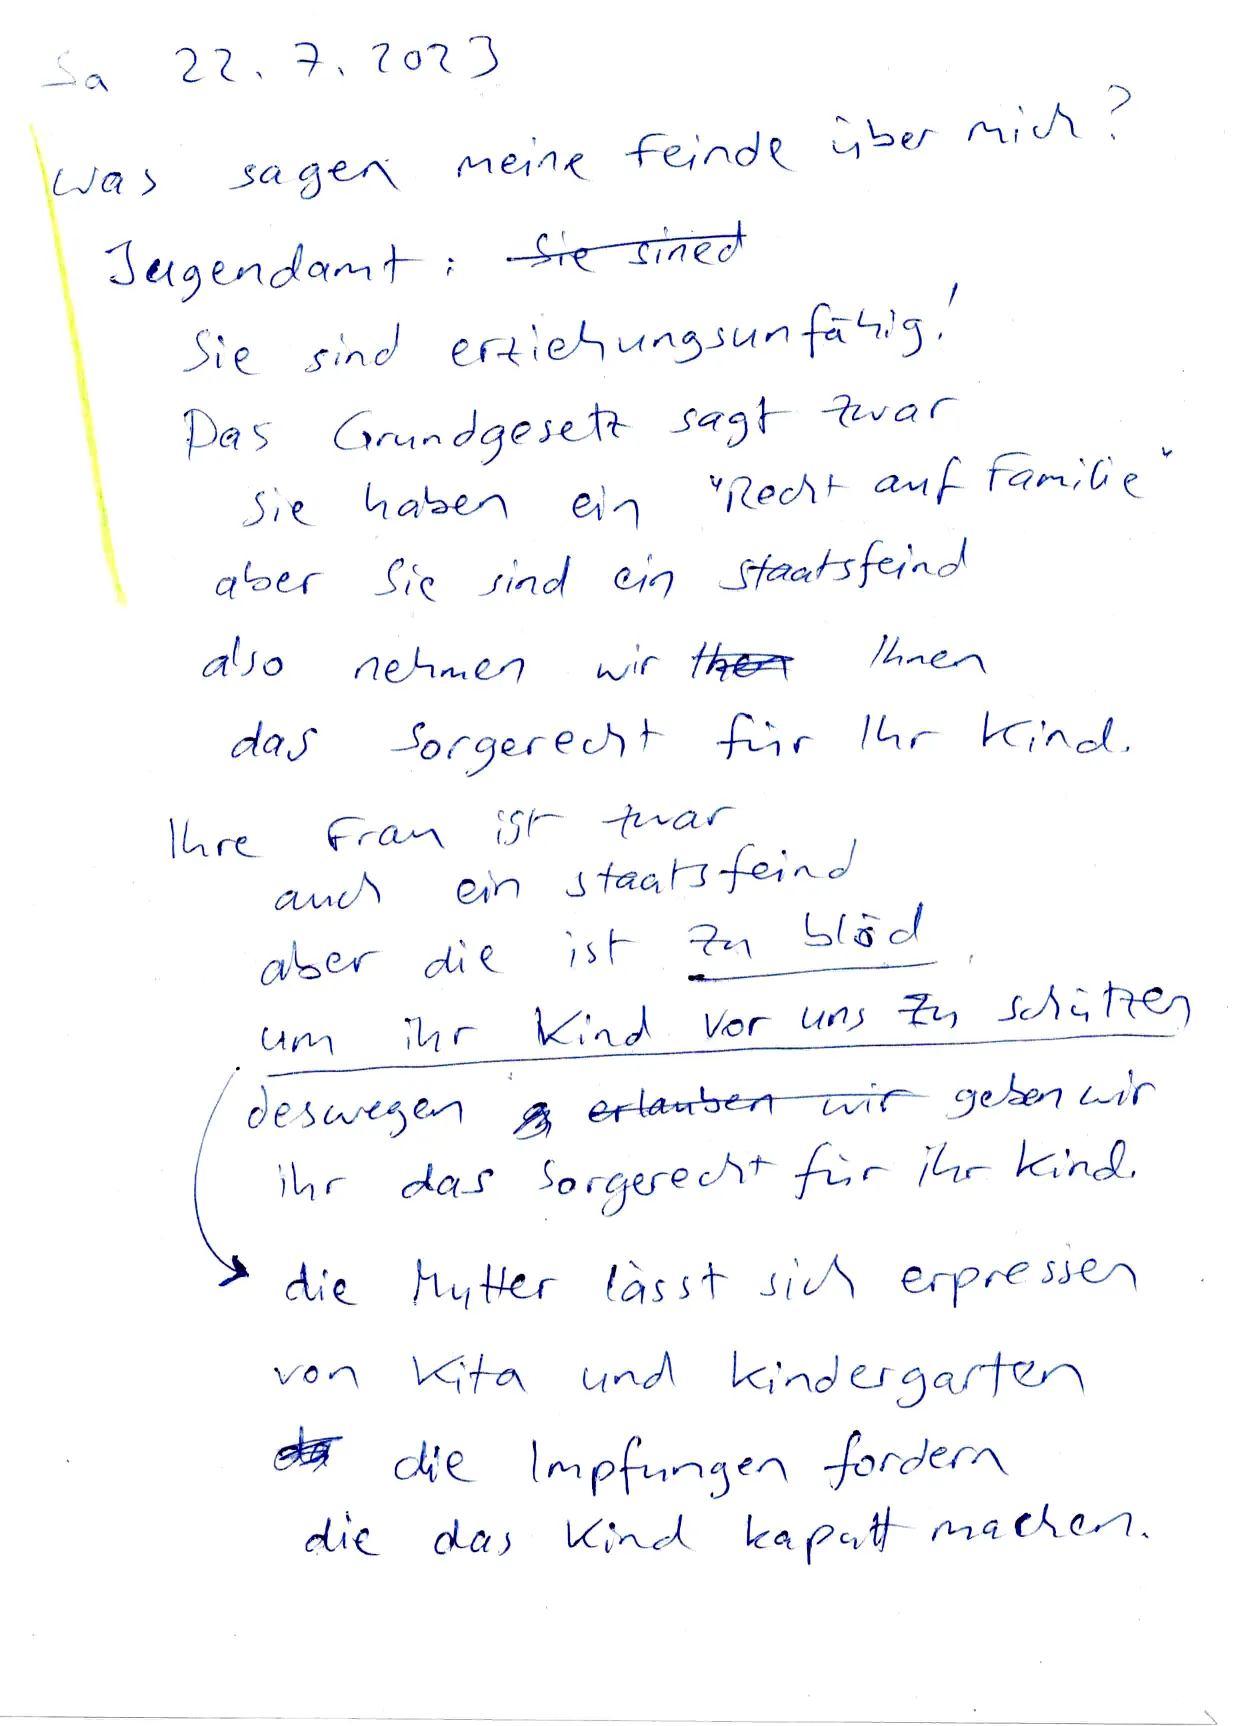 Sa 22.7.2023
Was sagen meine Feinde über mich?
Jugendamt: Sie sined
Sie sind erziehungsunfähig!
Das Grundgesetz sagt zwar
Sie haben ein "Recht auf Familie"
aber Sie sind ein Staatsfeind
also nehmen wir Ihnen
das Sorgerecht für Ihr Kind.
Ihre Frau ist zwar
auch ein Staatsfeind
aber die ist zu blöd
um ihr Kind vor uns zu schützen
deswegen erlauben wir geben wir
ihr das Sorgerecht für ihr Kind.
die Mutter lässt sich erpressen
von Kita und Kindergarten
die Impfungen fordern
die das Kind kaputt machen.